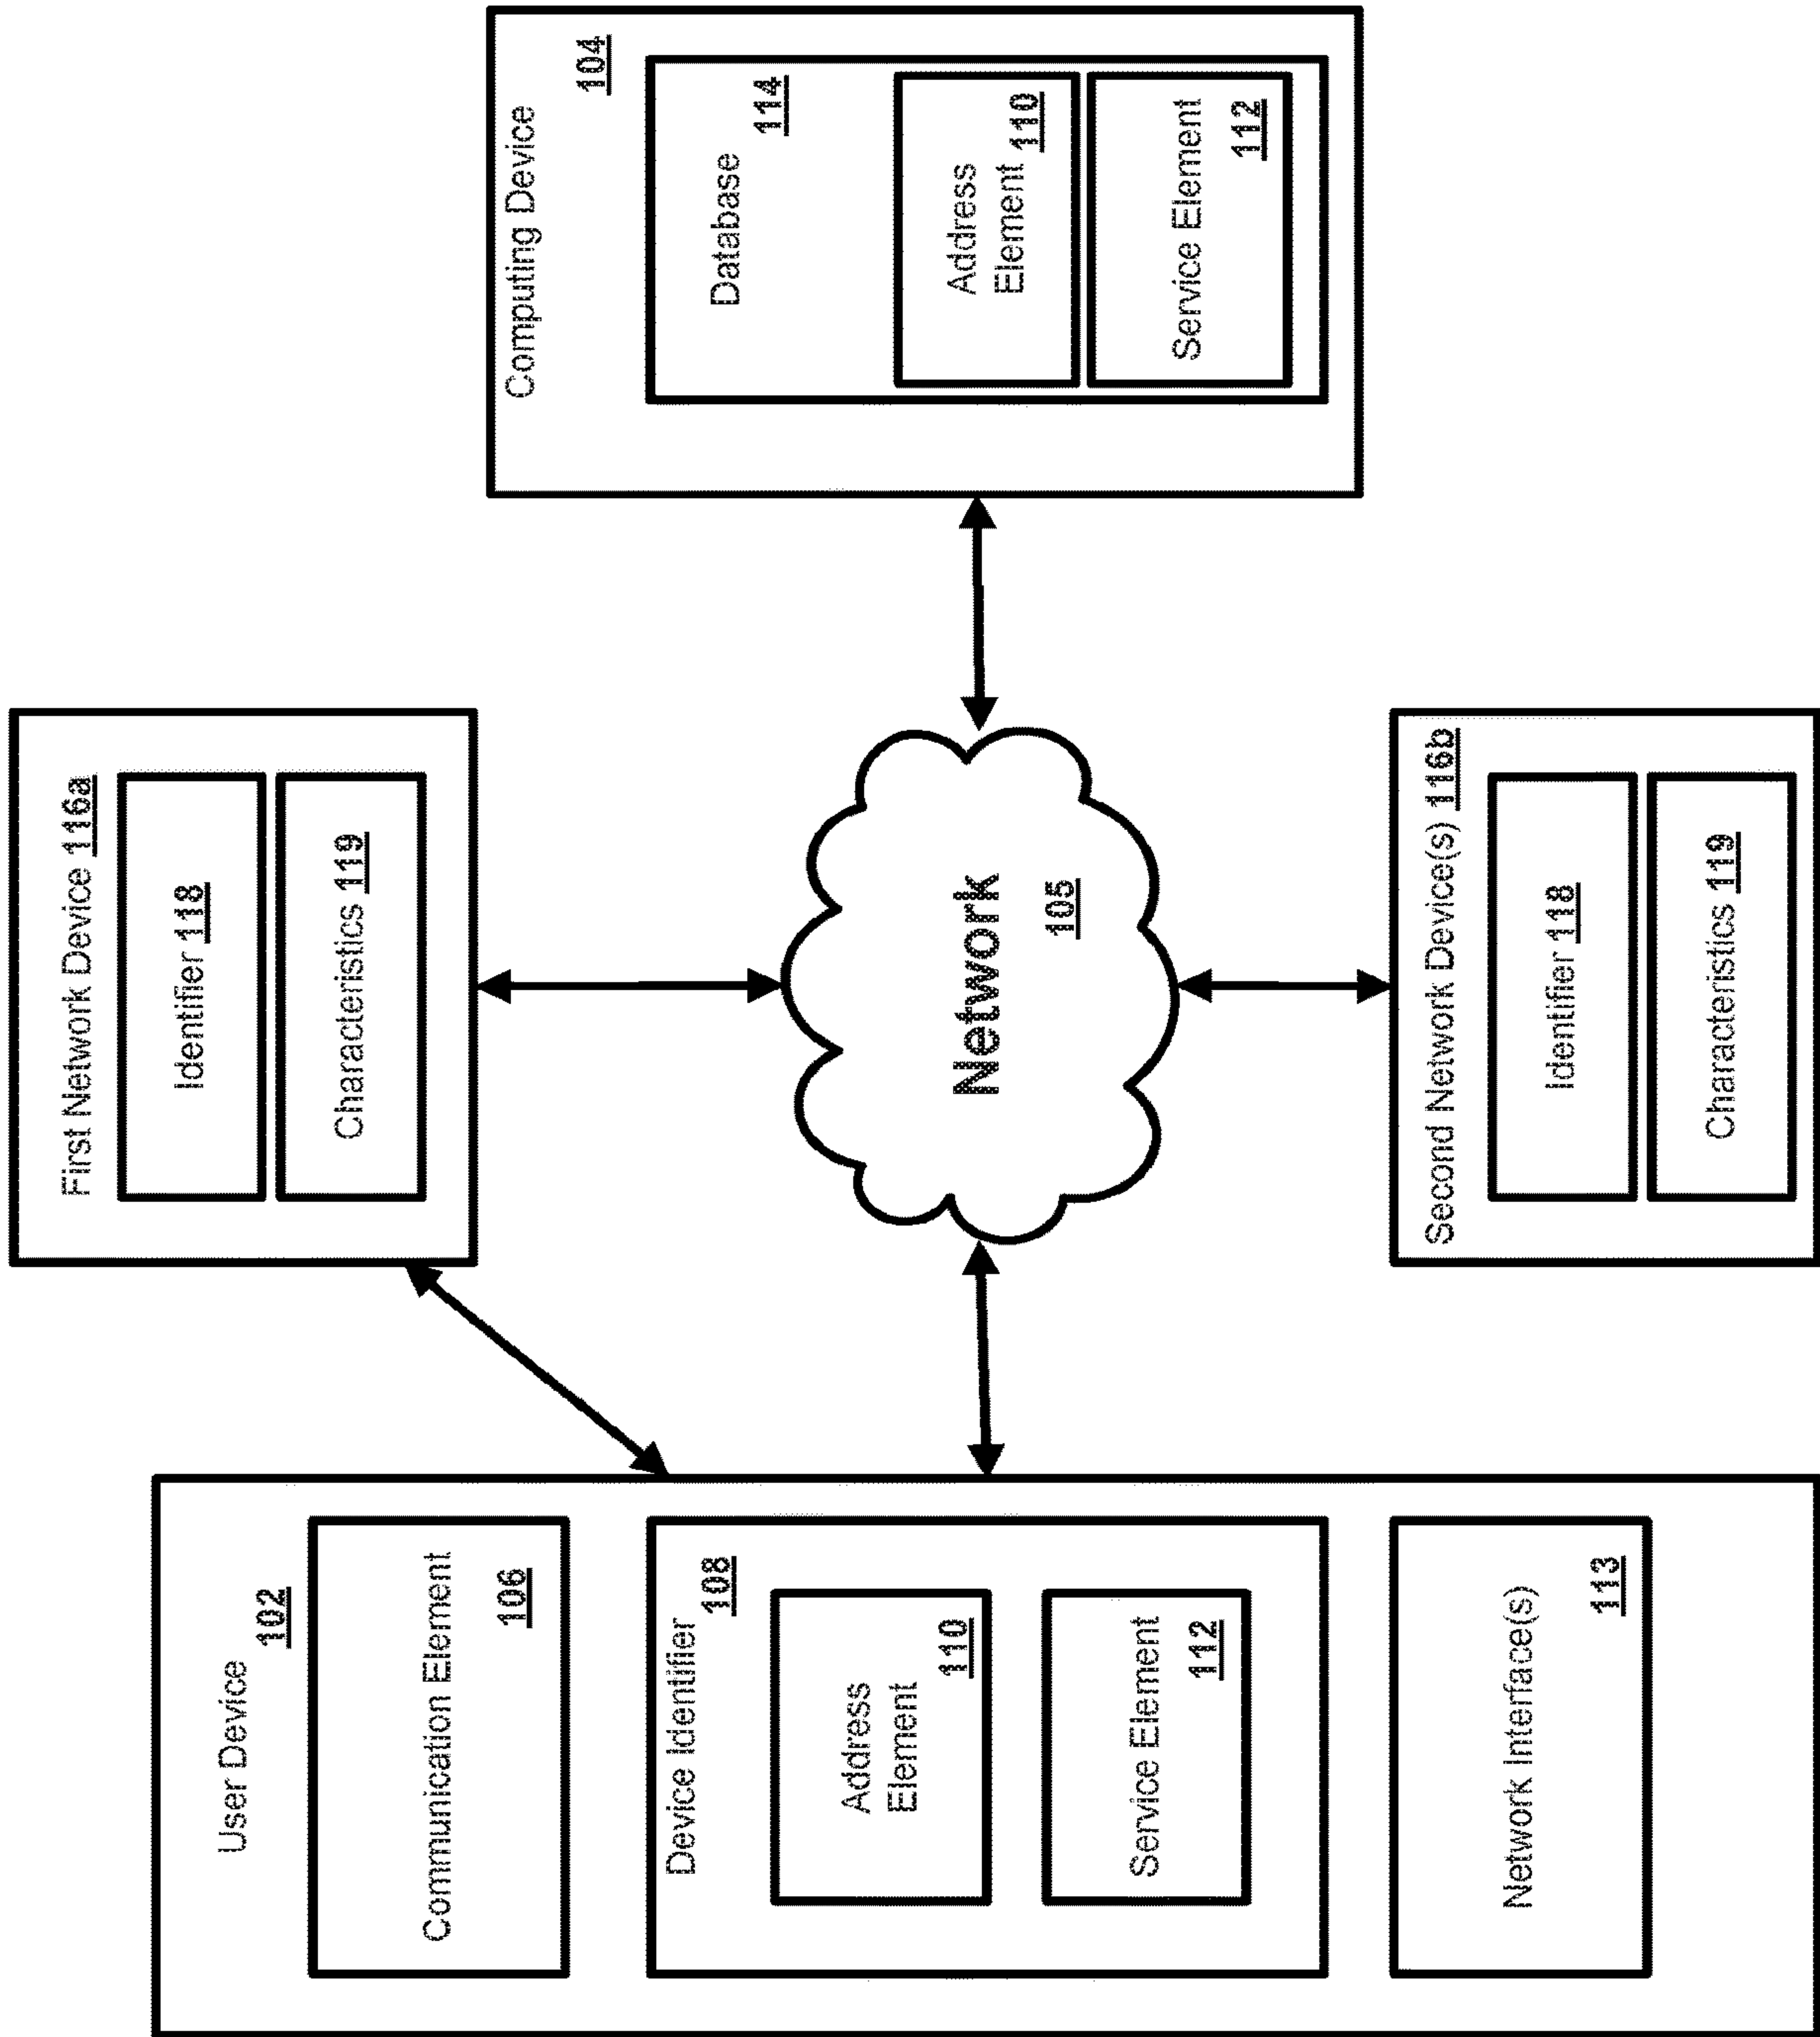 User Device
102
Communication Element
106
Device Identifier
108
Address
Element
110
Service Element
112
Network Interface(s)
113
First Network Device 116a
Identifier 118
Characteristics 119
Network
105
Second Network Device(s) 116b
Identifier 118
Characteristics 119
Computing Device
104
Database
114
Address
Element 110
Service Element
112